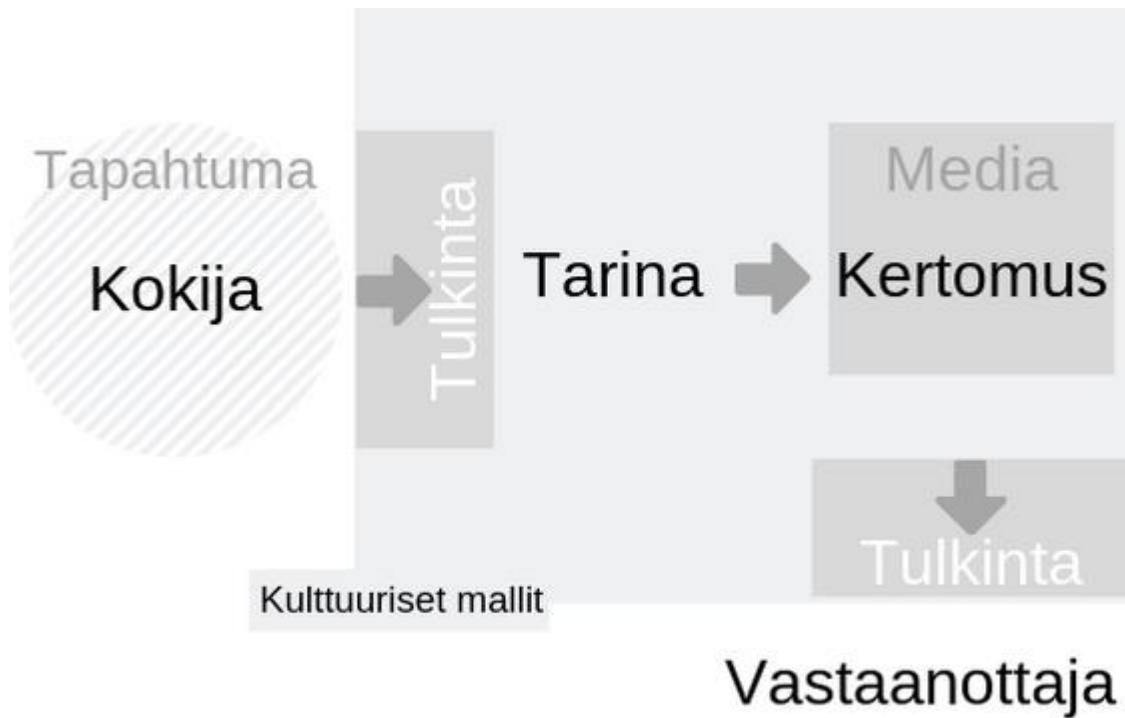 Tapahtuma
Kokija
Tulkinta
Tarina
Media
Kertomus
Tulkinta
Kulttuuriset mallit
Vastaanottaja